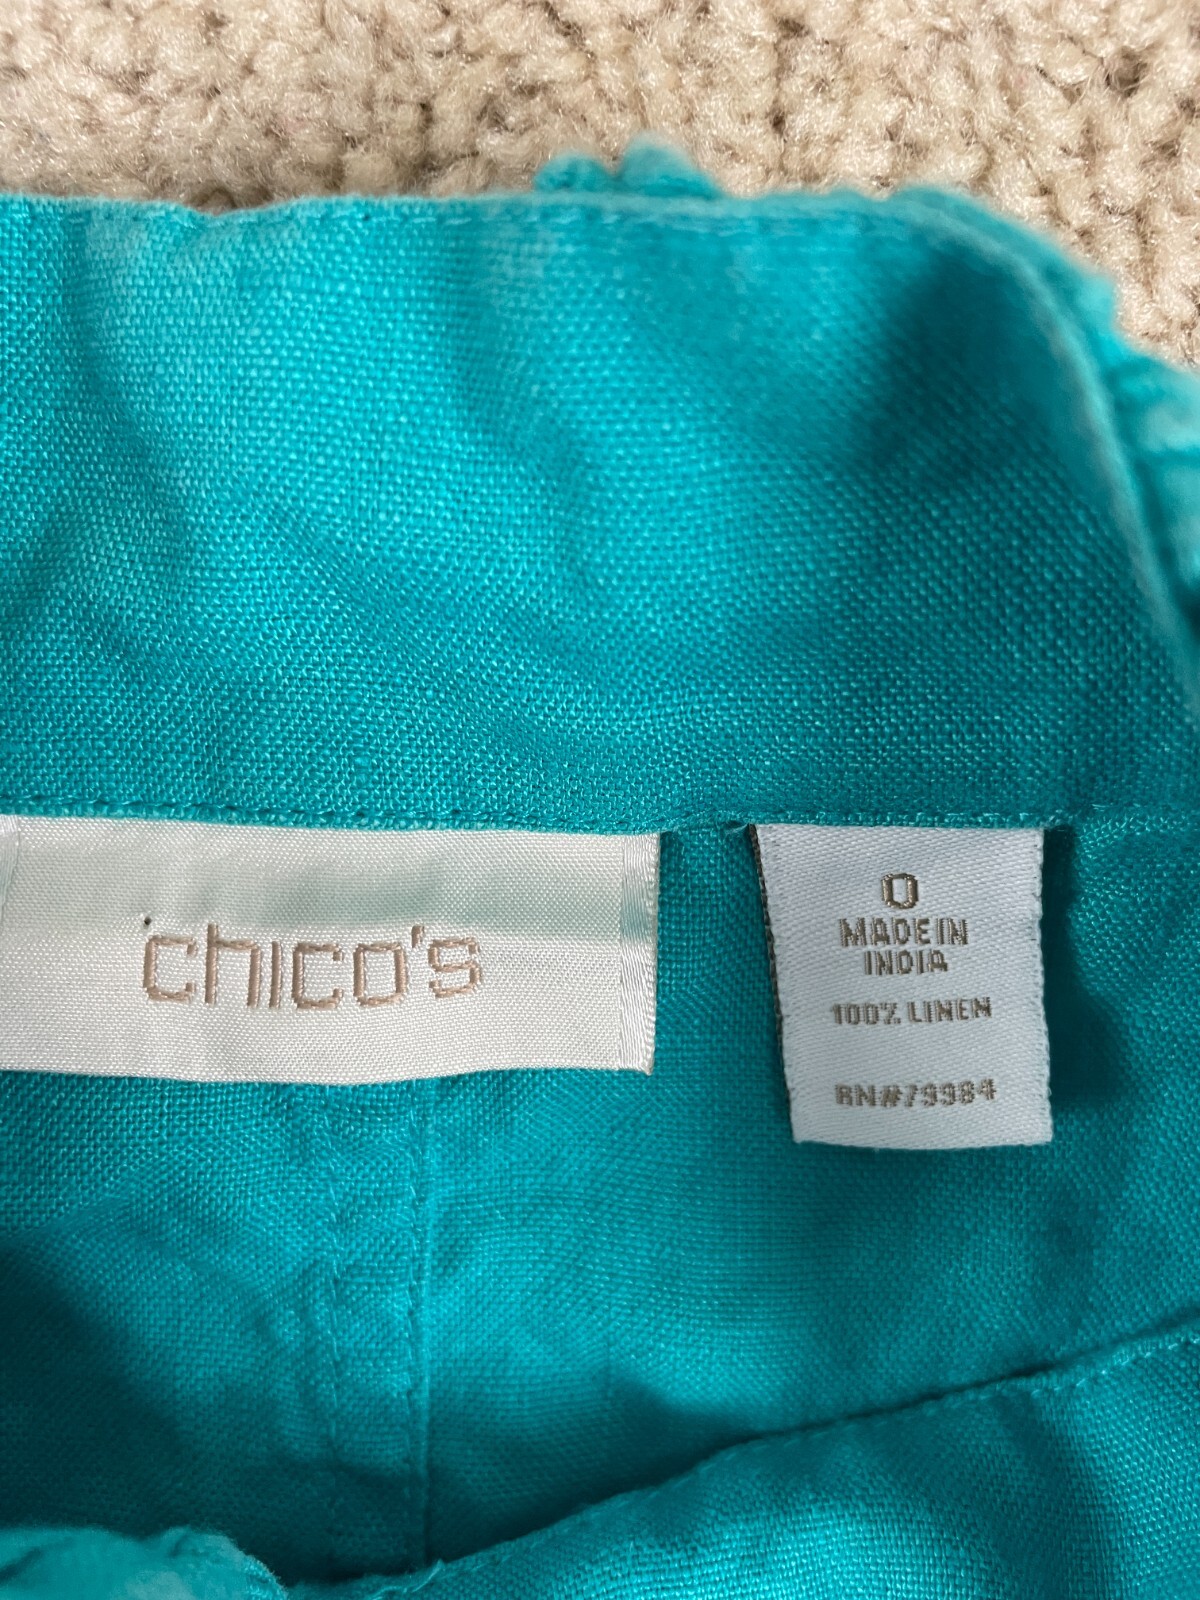 chico's
0
MADE IN
INDIA
100% LINEN
RN#79984